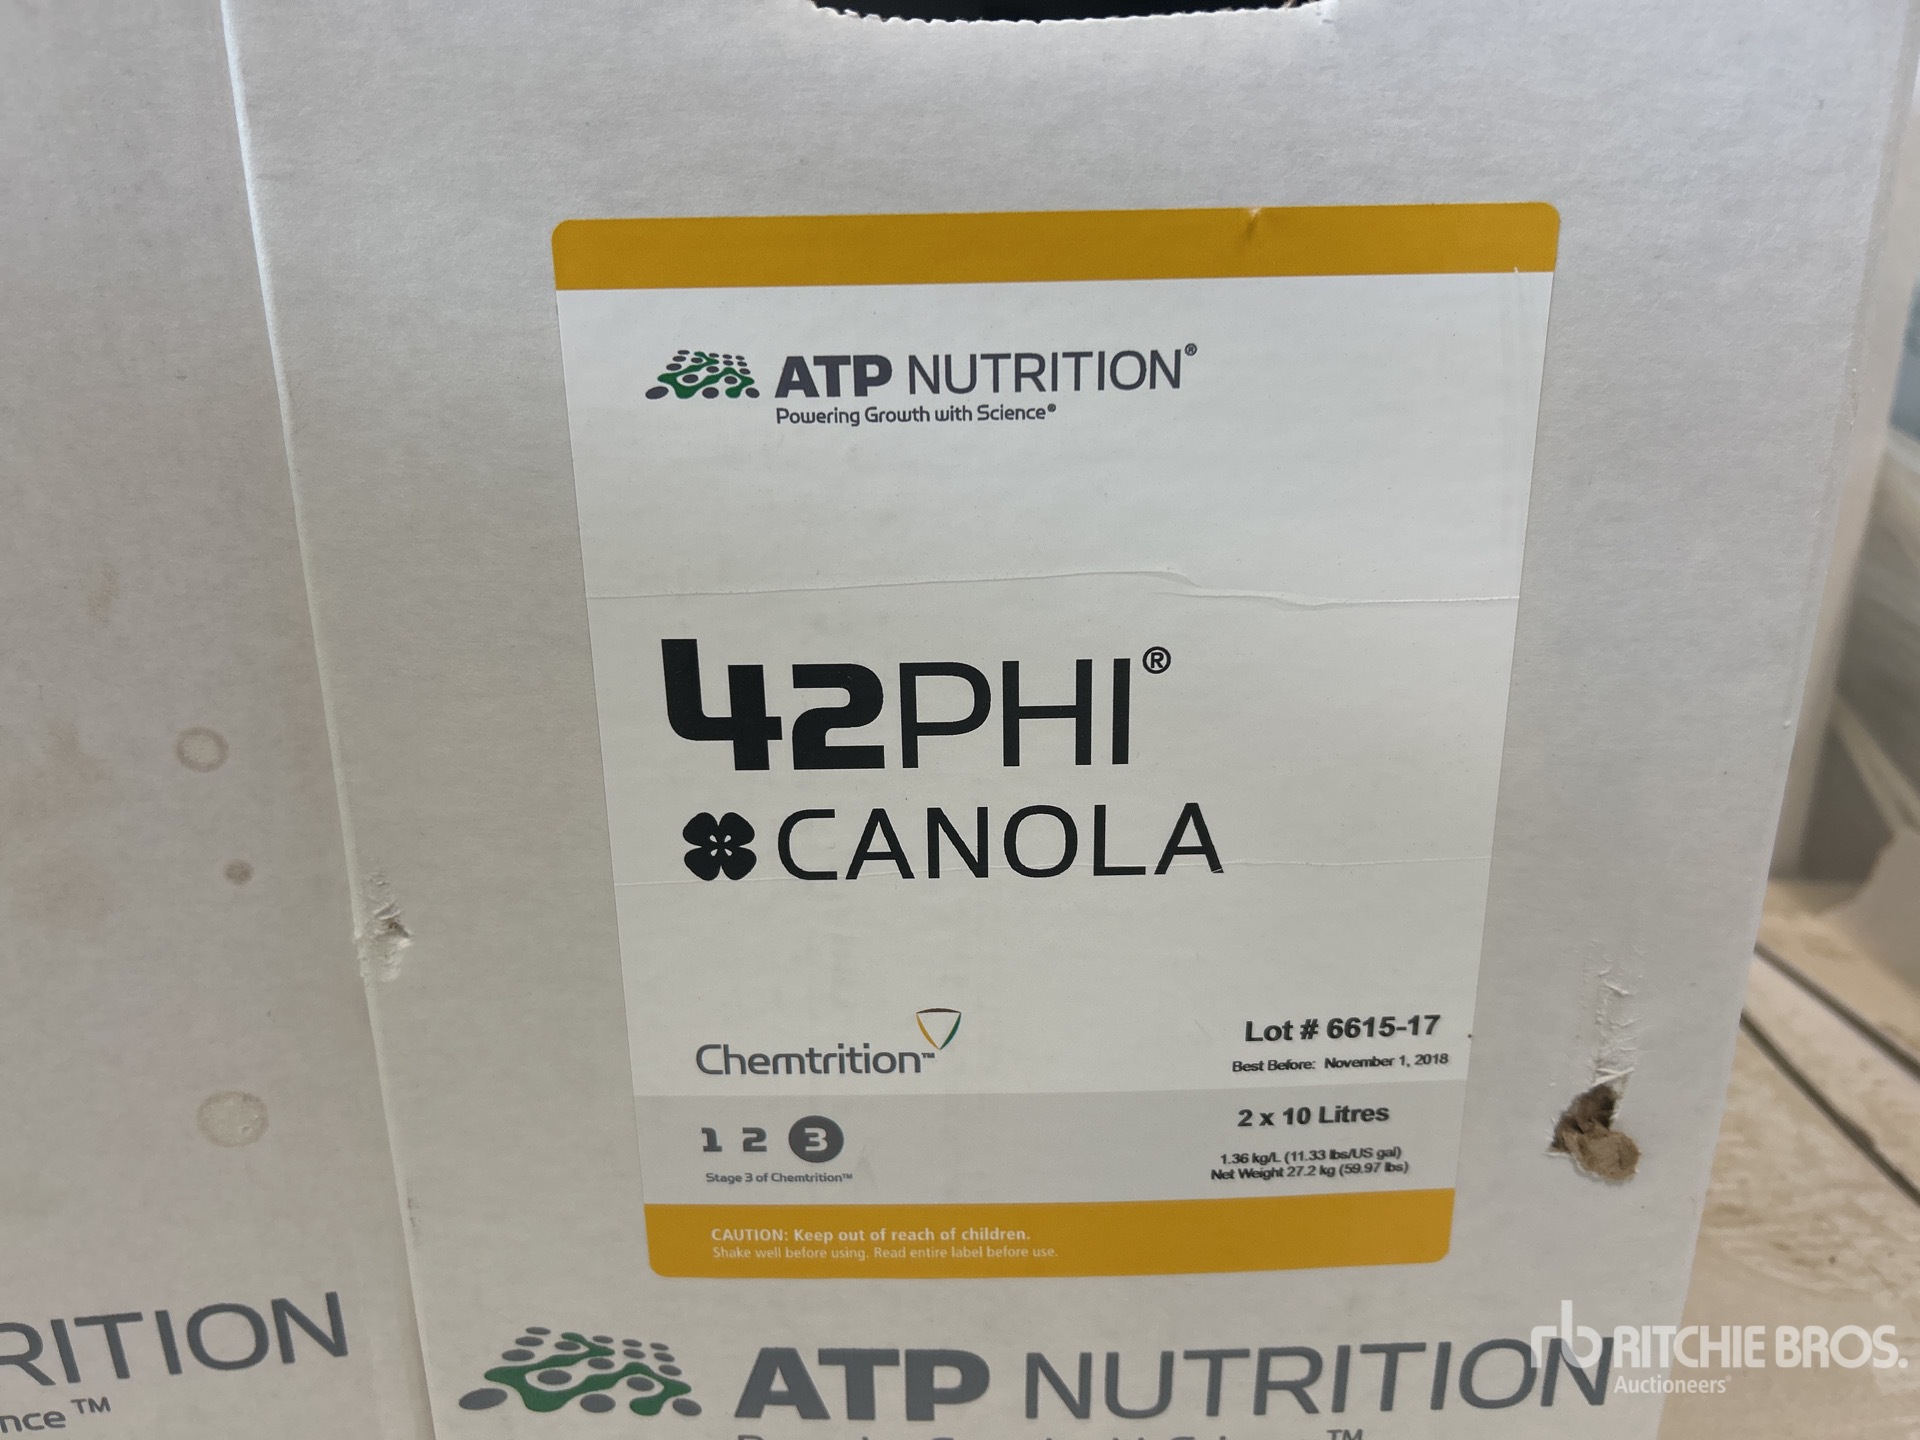 ATP NUTRITION®
Powering Growth with Science®
42PHI®
CANOLA
Chemtrition™
Lot # 6615-17
Best Before: November 1, 2018
1 2 3
Stage 3 of Chemtrition™
2 x 10 Litres
1.36 kg/L (11.33 lbs/US gal)
Net Weight 27.2 kg (59.97 lbs)
CAUTION: Keep out of reach of children.
Shake well before using. Read entire label before use.
RITION
nce™
ATP NUTRITION
TM
rb RITCHIE BROS.
Auctioneers